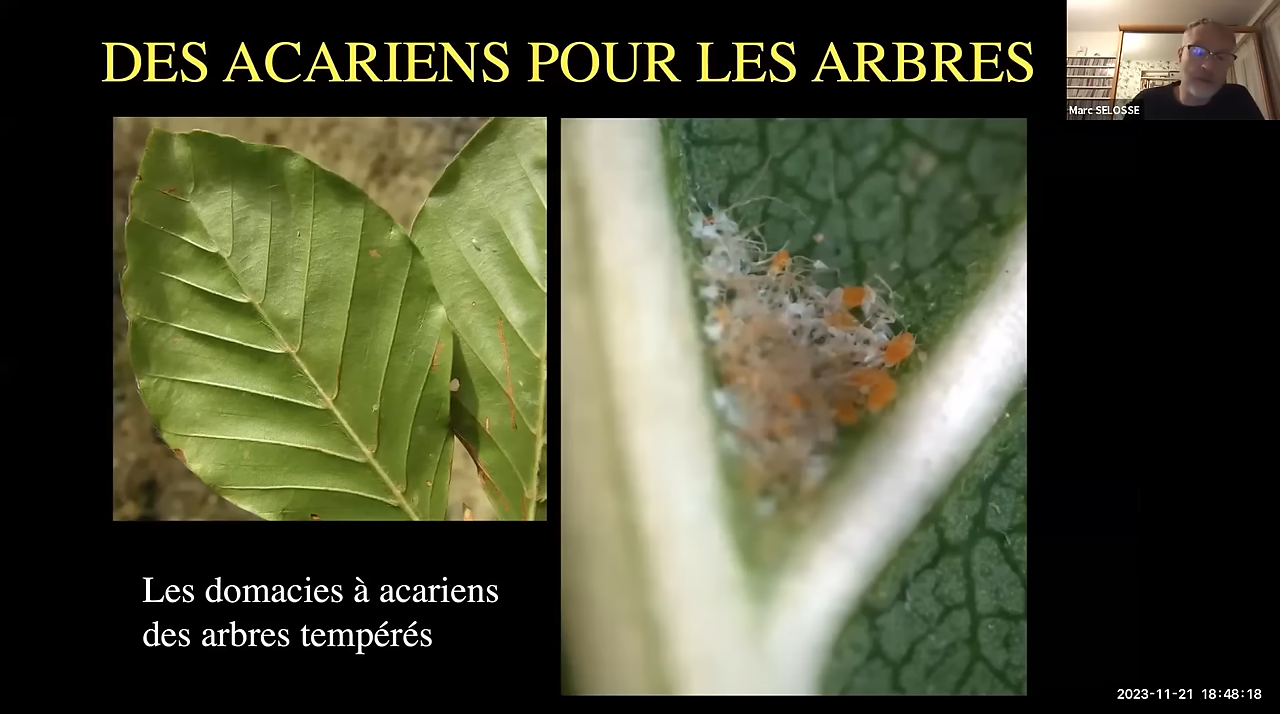 DES ACARIENS POUR LES ARBRES
Marc SELOSSE
Les domacies à acariens
des arbres tempérés
2023-11-21 18:48:18